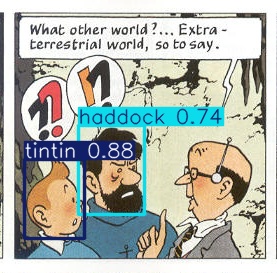 What other world?... Extra-
terrestrial world, so to say.
?!
?
haddock 0.74
tintin 0.88